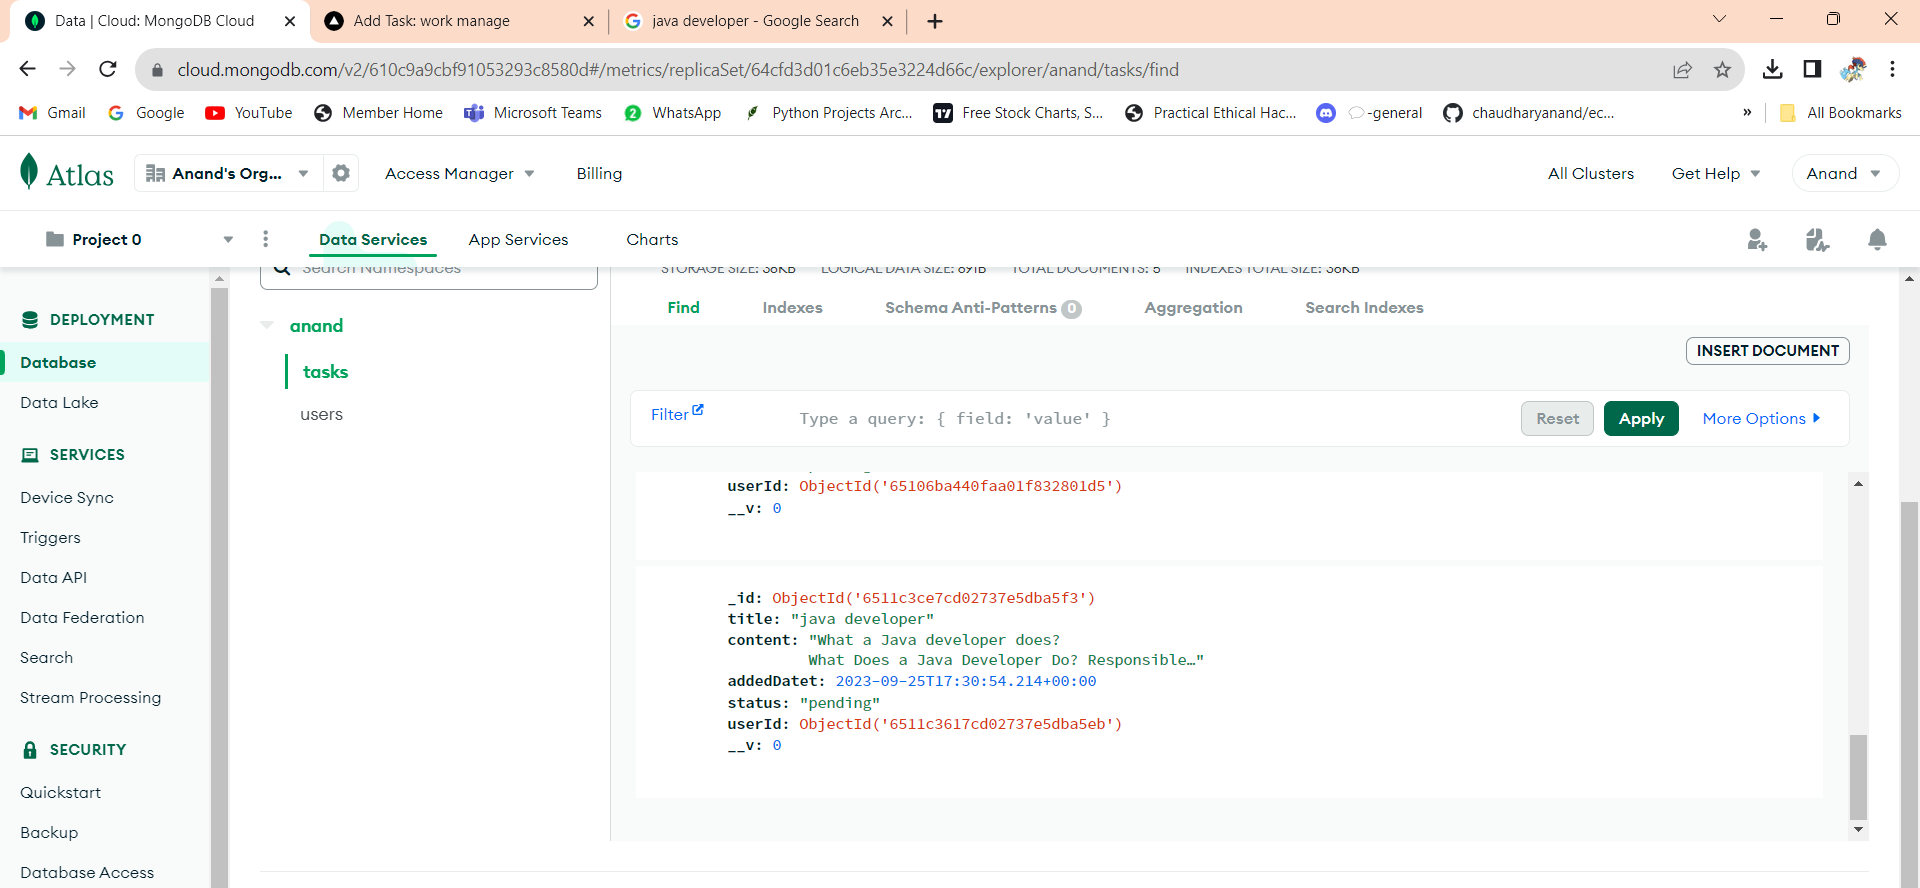 Data | Cloud: MongoDB Cloud
Add Task: work manage
java developer - Google Search
cloud.mongodb.com/v2/610c9a9cbf91053293c8580d#/metrics/replicaSet/64cfd3d01c6eb35e3224d66c/explorer/anand/tasks/find
Gmail Google YouTube Member Home Microsoft Teams 2 WhatsApp Python Projects Arc... Free Stock Charts, S... Practical Ethical Hac... -general chaudharyanand/ec... » All Bookmarks
Atlas Anand's Org... Access Manager Billing All Clusters Get Help Anand
Project 0 Data Services App Services Charts
Search Namespaces
STORAGE SIZE: 36KB LOGICAL DATA SIZE: 891B TOTAL DOCUMENTS: 5 INDEXES TOTAL SIZE: 36KB
DEPLOYMENT
Database
Data Lake
SERVICES
Device Sync
Triggers
Data API
Data Federation
Search
Stream Processing
SECURITY
Quickstart
Backup
Database Access
anand
tasks
users
Find Indexes Schema Anti-Patterns 0 Aggregation Search Indexes
INSERT DOCUMENT
Filter Type a query: { field: 'value' } Reset Apply More Options
userId: ObjectId('65106ba440faa01f832801d5')
__v: 0
_id: ObjectId('6511c3ce7cd02737e5dba5f3')
title: "java developer"
content: "What a Java developer does?
What Does a Java Developer Do? Responsible…"
addedDatet: 2023-09-25T17:30:54.214+00:00
status: "pending"
userId: ObjectId('6511c3617cd02737e5dba5eb')
__v: 0